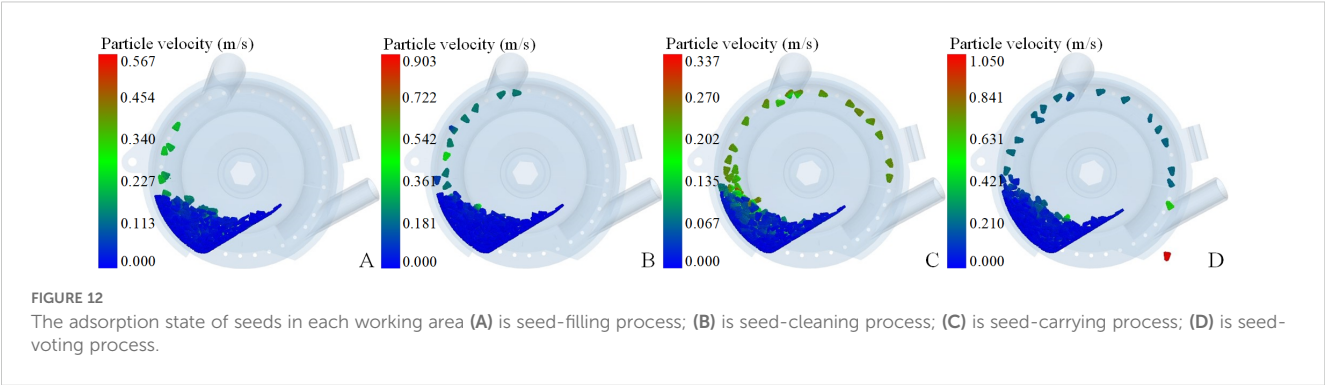 Particle velocity (m/s)
0.567
0.454
0.340
0.227
0.113
0.000
A
Particle velocity (m/s)
0.903
0.722
0.542
0.361
0.181
0.000
B
Particle velocity (m/s)
0.337
0.270
0.202
0.135
0.067
0.000
C
Particle velocity (m/s)
1.050
0.841
0.631
0.421
0.210
0.000
D
FIGURE 12
The adsorption state of seeds in each working area (A) is seed-filling process; (B) is seed-cleaning process; (C) is seed-carrying process; (D) is seed-
voting process.